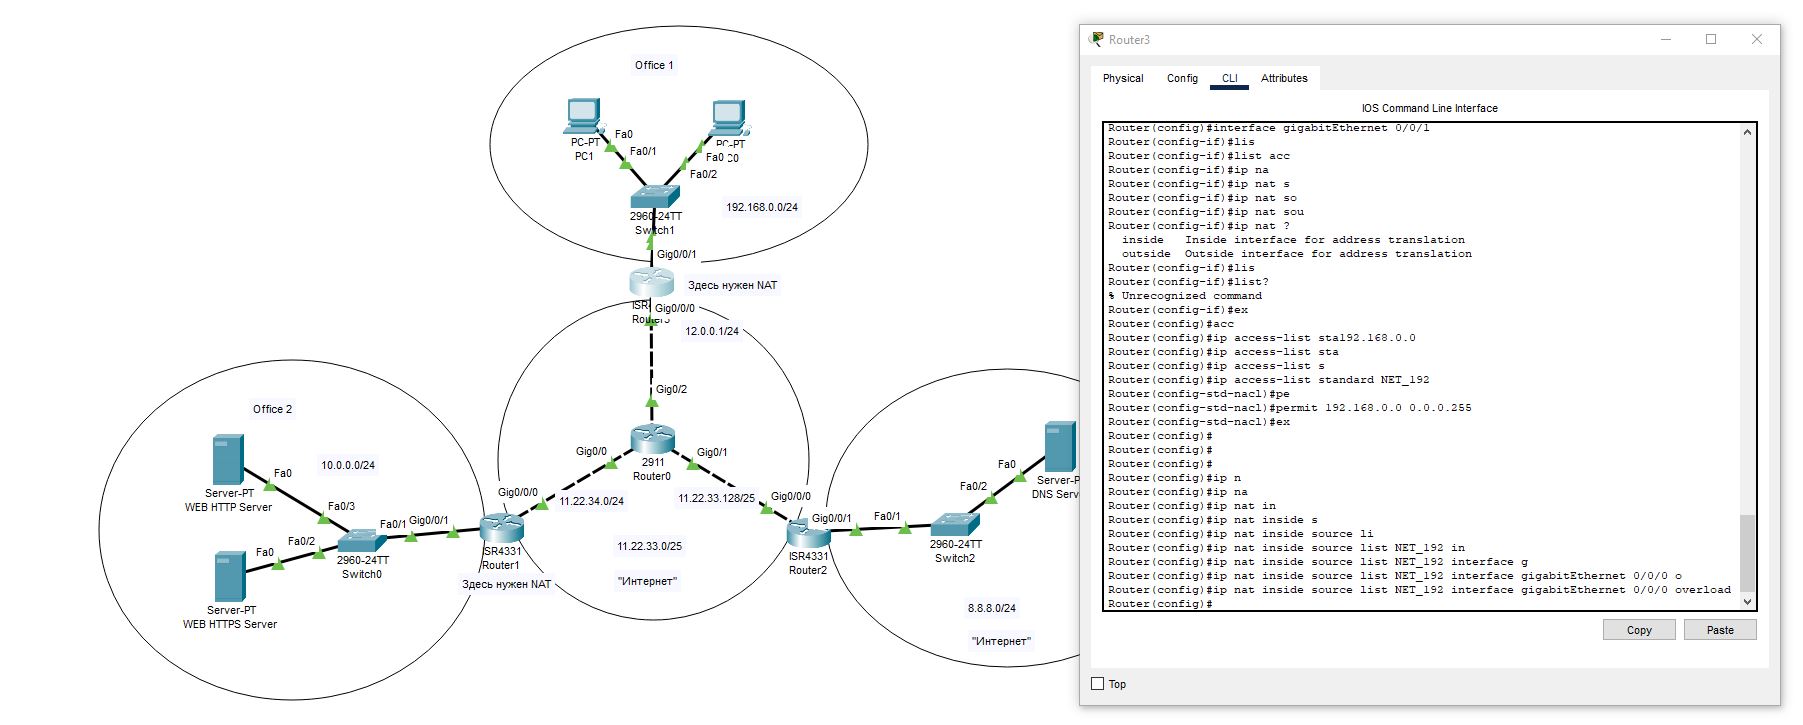 Office 1
PC-PT
PC1
Fa0
Fa0/1
PC-PT
Fa0
C0
Fa0/2
2960-24TT
Switch1
192.168.0.0/24
Gig0/0/1
Здесь нужен NAT
ISR4
Gig0/0/0
Router3
12.0.0.1/24
Gig0/2
Gig0/0
2911
Router0
Gig0/1
Office 2
10.0.0.0/24
Fa0
Server-PT
WEB HTTP Server
Fa0/3
Fa0/1
Gig0/0/1
Gig0/0/0
11.22.34.0/24
11.22.33.128/25
Gig0/0/0
Fa0
Fa0/2
2960-24TT
Switch0
Server-PT
WEB HTTPS Server
SR4331
Router1
Здесь нужен NAT
11.22.33.0/25
"Интернет"
Gig0/0/1
ISR4331
Router2
Fa0/1
Fa0/2
2960-24TT
Switch2
Fa0
Server-P
DNS Serv
8.8.8.0/24
"Интернет"
Router3
Physical Config CLI Attributes
IOS Command Line Interface
Router(config)#interface gigabitEthernet 0/0/1
Router(config-if)#lis
Router(config-if)#list acc
Router(config-if)#ip na
Router(config-if)#ip nat s
Router(config-if)#ip nat so
Router(config-if)#ip nat sou
Router(config-if)#ip nat ?
inside Inside interface for address translation
outside Outside interface for address translation
Router(config-if)#lis
Router(config-if)#list?
% Unrecognized command
Router(config-if)#ex
Router(config)#acc
Router(config)#ip access-list sta192.168.0.0
Router(config)#ip access-list sta
Router(config)#ip access-list s
Router(config)#ip access-list standard NET_192
Router(config-std-nacl)#pe
Router(config-std-nacl)#permit 192.168.0.0 0.0.0.255
Router(config-std-nacl)#ex
Router(config)#
Router(config)#
Router(config)#
Router(config)#ip n
Router(config)#ip na
Router(config)#ip nat in
Router(config)#ip nat inside s
Router(config)#ip nat inside source li
Router(config)#ip nat inside source list NET_192 in
Router(config)#ip nat inside source list NET_192 interface g
Router(config)#ip nat inside source list NET_192 interface gigabitEthernet 0/0/0 o
Router(config)#ip nat inside source list NET_192 interface gigabitEthernet 0/0/0 overload
Router(config)#
Copy
Paste
Top